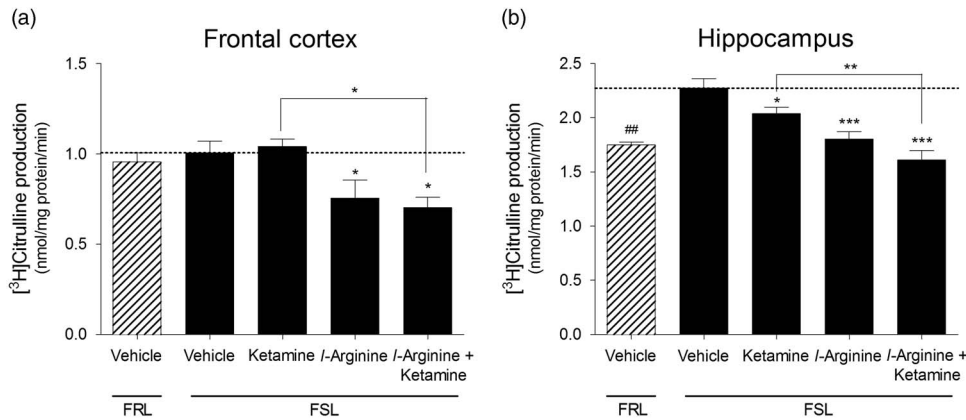 (a)
Frontal cortex
[³H]Citrulline production
(nmol/mg protein/min)
1.5
1.0
0.5
0.0
*
*
*
Vehicle
Vehicle
Ketamine
l-Arginine
l-Arginine +
Ketamine
FRL
FSL
(b)
Hippocampus
[³H]Citrulline production
(nmol/mg protein/min)
2.5
2.0
1.5
1.0
0.5
0.0
##
**
*
***
***
Vehicle
Vehicle
Ketamine
l-Arginine
l-Arginine +
Ketamine
FRL
FSL